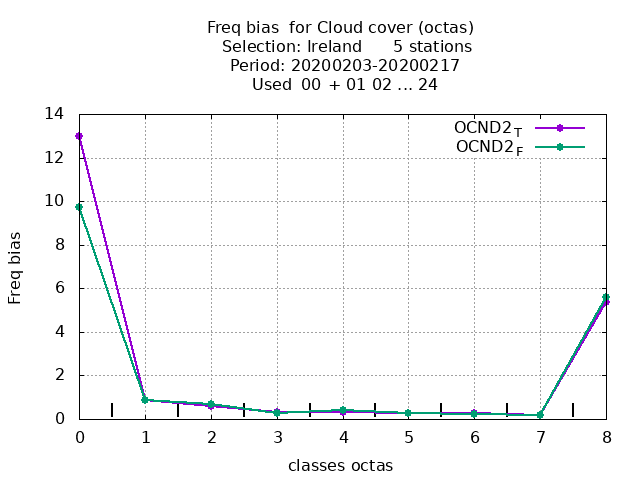 Freq bias  for Cloud cover (octas)
Selection: Ireland      5 stations
Period: 20200203-20200217
Used  00 + 01 02 ... 24
OCND2_T
OCND2_F
14
12
10
8
6
4
2
0
Freq bias
0 1 2 3 4 5 6 7 8
classes octas